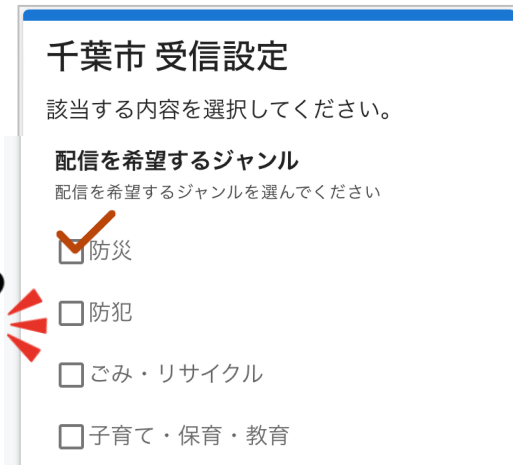 千葉市 受信設定
該当する内容を選択してください。
配信を希望するジャンル
配信を希望するジャンルを選んでください
防災
防犯
ごみ・リサイクル
子育て・保育・教育